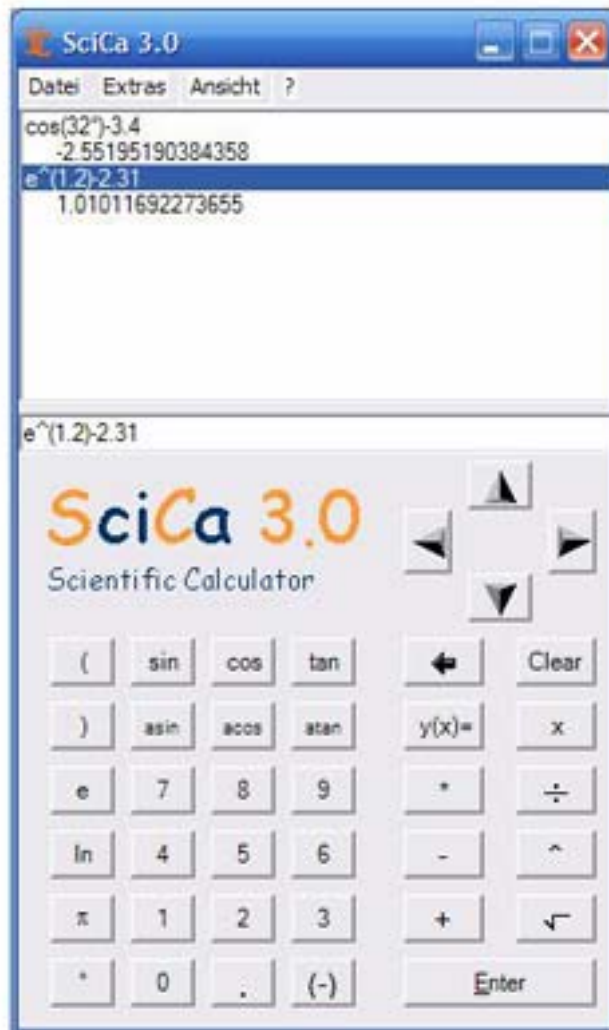 SciCa 3.0
Datei Extras Ansicht ?
cos(32°)-3.4
-2.55195190384358
e^(1.2)-2.31
1.01011692273655
e^(1.2)-2.31
SciCa 3.0
Scientific Calculator
( sin cos tan Clear
) asin acos atan y(x)= x
e 7 8 9 * ÷
ln 4 5 6 - ^
π 1 2 3 + √
° 0 . (-) Enter